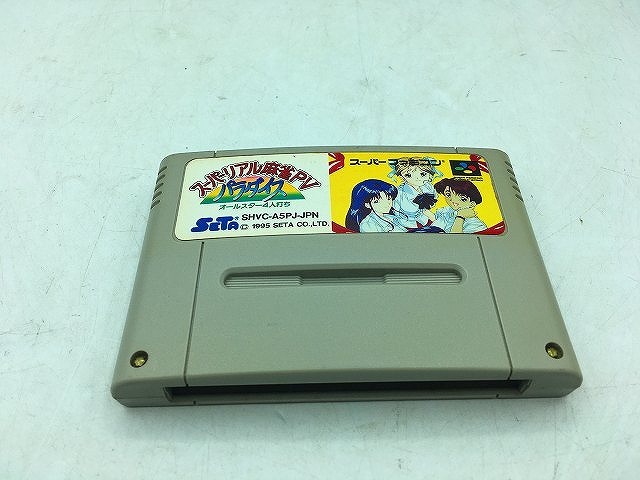 スーパーリアル麻雀PV
パラダイス
オールスター4人打ち
SETA SHVC-A5PJ-JPN
© 1995 SETA CO.,LTD.
スーパーファミコン